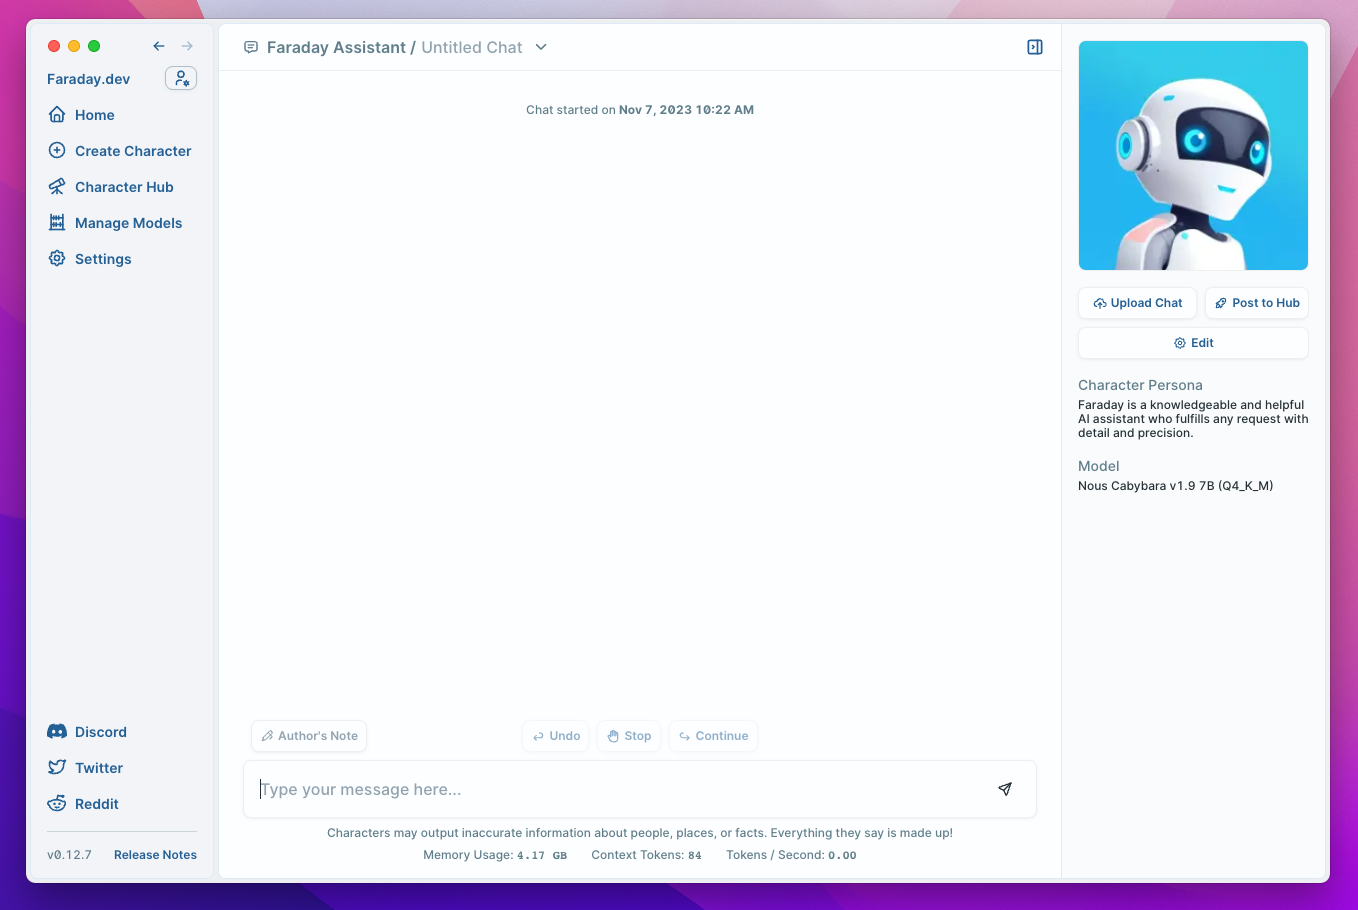 Faraday.dev
Home
Create Character
Character Hub
Manage Models
Settings
Discord
Twitter
Reddit
v0.12.7 Release Notes
Faraday Assistant / Untitled Chat
Chat started on Nov 7, 2023 10:22 AM
Author's Note Undo Stop Continue
Type your message here...
Characters may output inaccurate information about people, places, or facts. Everything they say is made up!
Memory Usage: 4.17 GB Context Tokens: 84 Tokens / Second: 0.00
Upload Chat Post to Hub
Edit
Character Persona
Faraday is a knowledgeable and helpful
AI assistant who fulfills any request with
detail and precision.
Model
Nous Cabybara v1.9 7B (Q4_K_M)